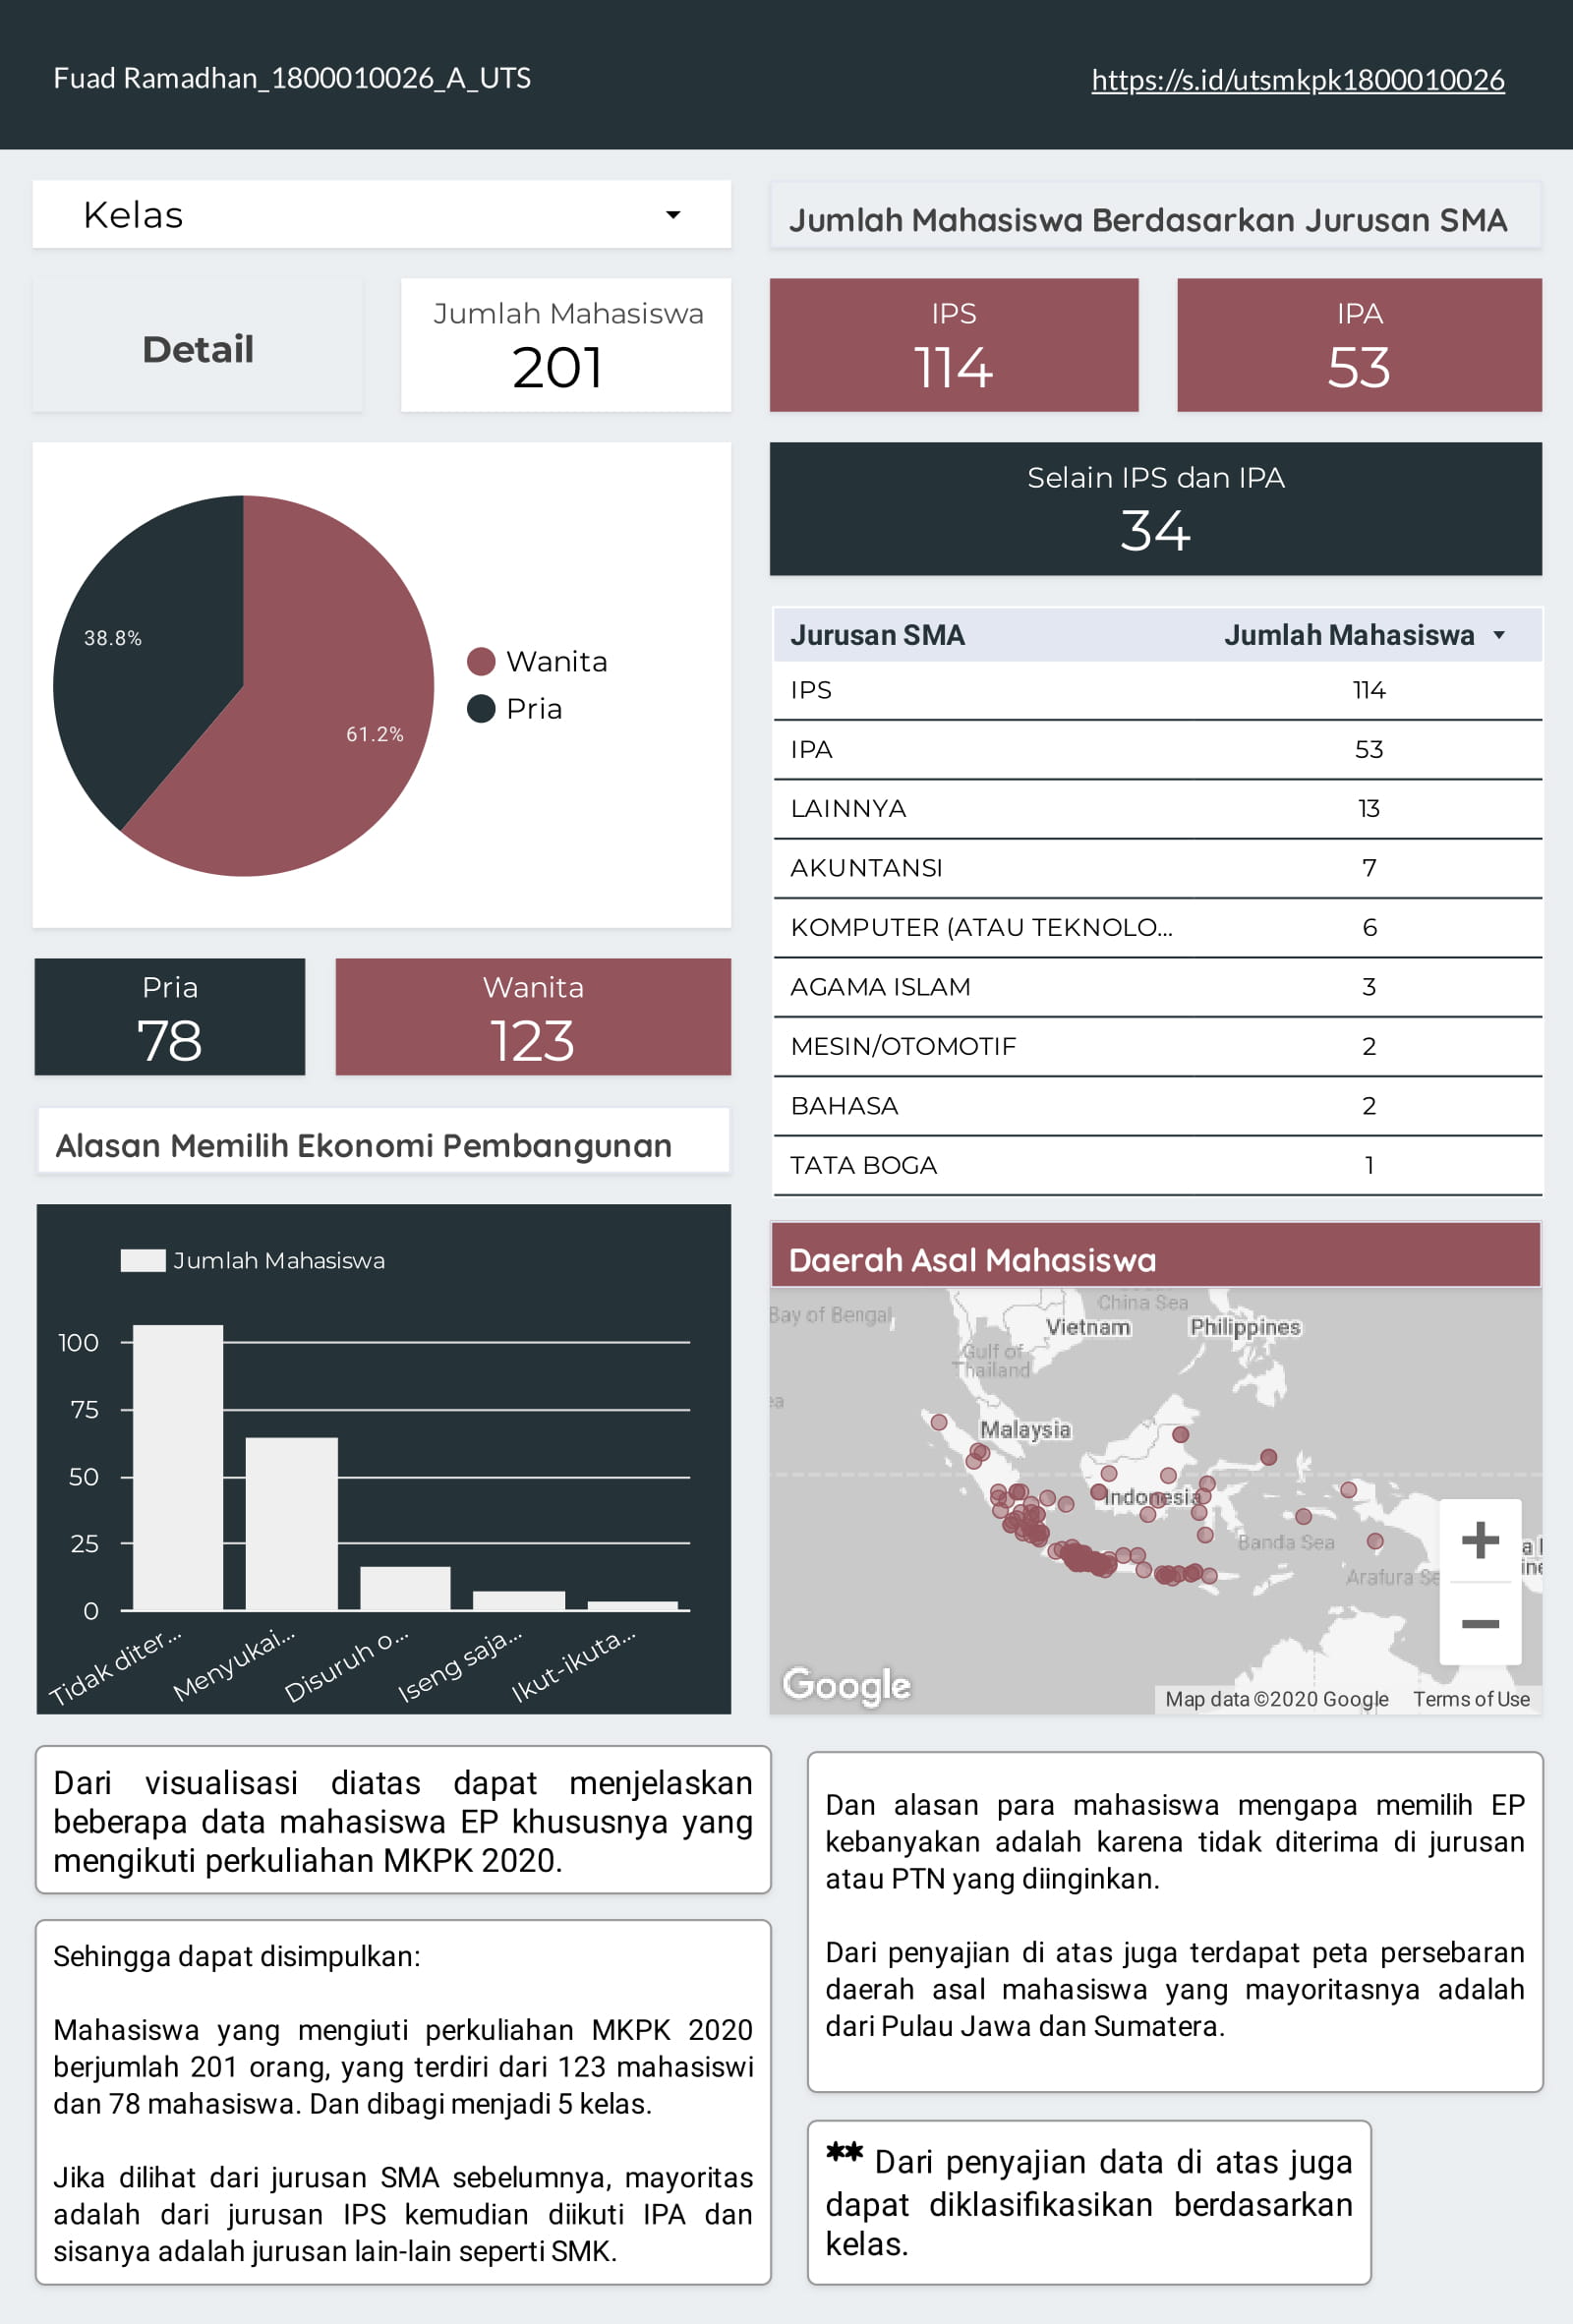 Fuad Ramadhan_1800010026_A_UTS
https://s.id/utsmkpk1800010026
Kelas
Detail
Jumlah Mahasiswa
201
38.8%
61.2%
Wanita
Pria
Pria
78
Wanita
123
Alasan Memilih Ekonomi Pembangunan
Jumlah Mahasiswa
100
75
50
25
0
Tidak diter...
Menyukai...
Disuruh o...
Iseng saja...
Ikut-ikuta...
Jumlah Mahasiswa Berdasarkan Jurusan SMA
IPS
114
IPA
53
Selain IPS dan IPA
34
Jurusan SMA Jumlah Mahasiswa
IPS 114
IPA 53
LAINNYA 13
AKUNTANSI 7
KOMPUTER (ATAU TEKNOLO... 6
AGAMA ISLAM 3
MESIN/OTOMOTIF 2
BAHASA 2
TATA BOGA 1
Daerah Asal Mahasiswa
Bay of Bengal
China Sea
Vietnam
Philippines
Gulf of
Thailand
Malaysia
Indonesia
Banda Sea
Arafura Se
Google
Map data ©2020 Google Terms of Use
Dari visualisasi diatas dapat menjelaskan
beberapa data mahasiswa EP khususnya yang
mengikuti perkuliahan MKPK 2020.
Sehingga dapat disimpulkan:
Mahasiswa yang mengiuti perkuliahan MKPK 2020
berjumlah 201 orang, yang terdiri dari 123 mahasiswi
dan 78 mahasiswa. Dan dibagi menjadi 5 kelas.
Jika dilihat dari jurusan SMA sebelumnya, mayoritas
adalah dari jurusan IPS kemudian diikuti IPA dan
sisanya adalah jurusan lain-lain seperti SMK.
Dan alasan para mahasiswa mengapa memilih EP
kebanyakan adalah karena tidak diterima di jurusan
atau PTN yang diinginkan.
Dari penyajian di atas juga terdapat peta persebaran
daerah asal mahasiswa yang mayoritasnya adalah
dari Pulau Jawa dan Sumatera.
** Dari penyajian data di atas juga
dapat diklasifikasikan berdasarkan
kelas.